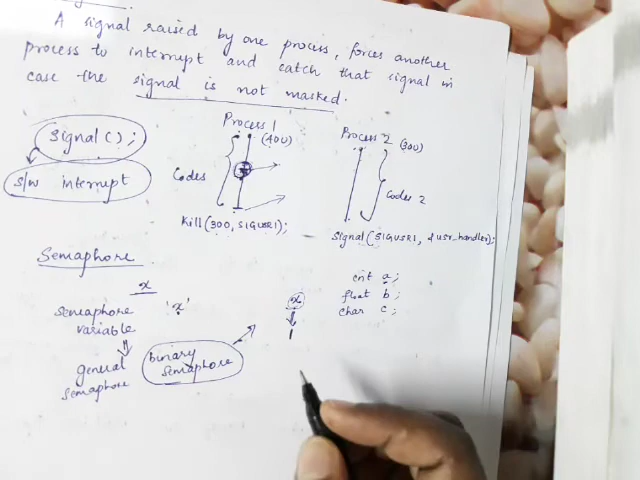 A signal raised by one process, forces another
process to interrupt and catch that signal in
case the signal is not masked.
Signal();
s/w interrupt
Process 1
(400)
Codes
Kill(300, SIGUSR1);
Process 2
(300)
Codes 2
Signal(SIGUSR1, &usr_handler);
Semaphore
x
semaphore 'x'
variable
general
semaphore
binary
semaphore
x
1
int a;
float b;
char c;